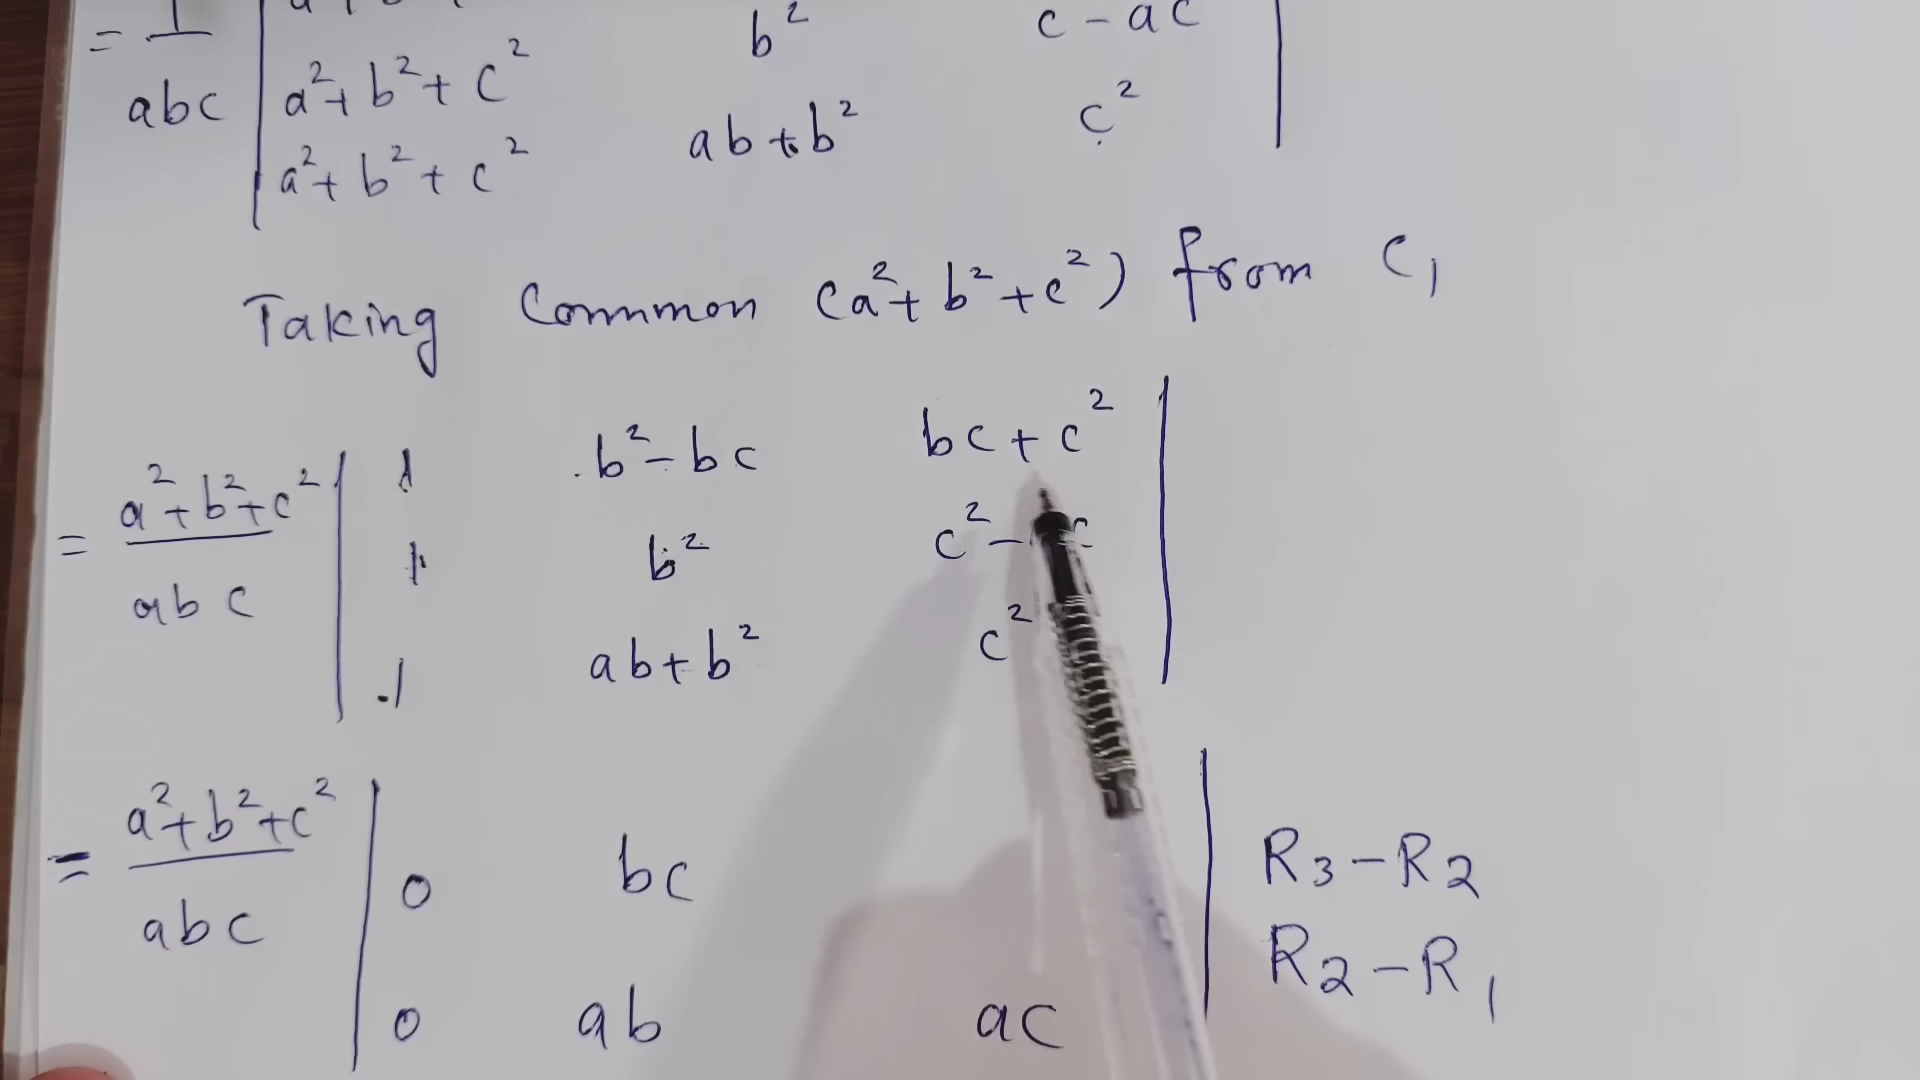 = 1/abc | b² c - ac |
| a² + b² + c² ab + b² c² |
| a² + b² + c²
Taking Common (a² + b² + c²) from C₁
= (a² + b² + c²)/abc | 1 b² - bc bc + c² |
| 1 b² c² - c |
| 1 ab + b² c² |
= (a² + b² + c²)/abc | 0 bc | R₃ - R₂
| 0 ab ac | R₂ - R₁